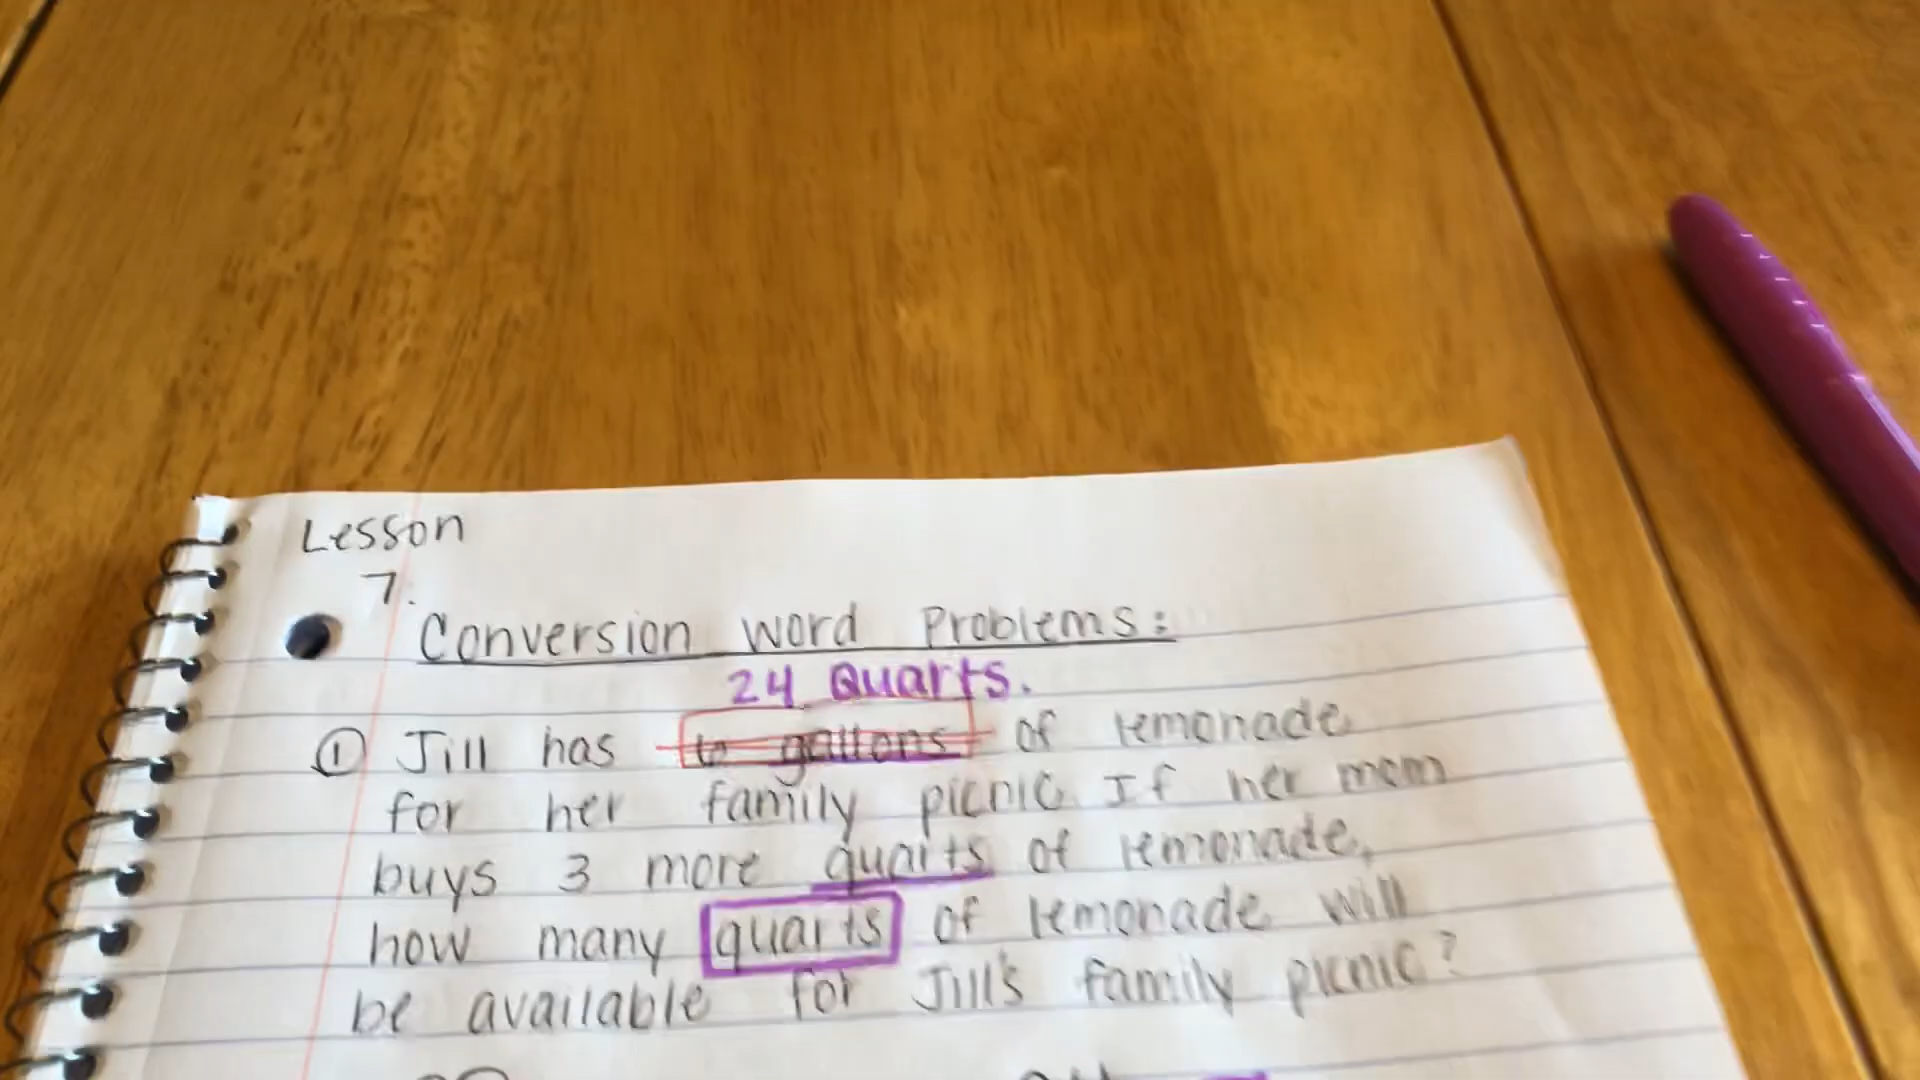 Lesson
7.
Conversion Word Problems:
24 Quarts.
① Jill has 6 gallons of lemonade
for her family picnic. If her mom
buys 3 more quarts of lemonade,
how many quarts of lemonade will
be available for Jill's family picnic?